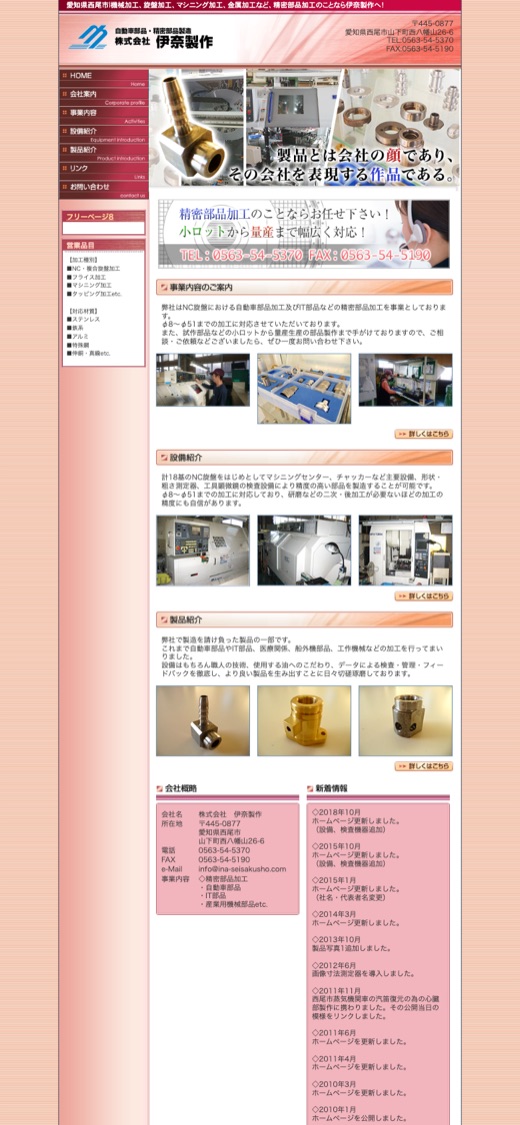 愛知県西尾市|機械加工、旋盤加工、マシニング加工、金属加工など、精密部品加工のことなら伊奈製作へ!
自動車部品・精密部品製造
株式会社 伊奈製作
〒445-0877
愛知県西尾市山下町西八幡山26-6
TEL:0563-54-5370
FAX:0563-54-5190
HOME
Home
会社案内
Corporate profile
事業内容
Activities
設備紹介
Equipment introduction
製品紹介
Product introduction
リンク
Links
お問い合わせ
contact us
製品とは会社の顔であり、
その会社を表現する作品である。
フリーページ8
精密部品加工のことならお任せ下さい!
小ロットから量産まで幅広く対応!
TEL:0563-54-5370 FAX:0563-54-5190
営業品目
【加工種別】
■NC・複合旋盤加工
■フライス加工
■マシニング加工
■タッピング加工etc.
【対応材質】
■ステンレス
■鉄系
■アルミ
■特殊鋼
■伸銅・真鍮etc.
事業内容のご案内
弊社はNC旋盤における自動車部品加工及びIT部品などの精密部品加工を事業としておりま
す。
φ8〜φ51までの加工に対応させていただいております。
また、試作部品などの小ロットから量産生産の部品製作まで手がけておりますので、ご相
談・ご依頼などございましたら、ぜひ一度お問い合わせ下さい。
>>> 詳しくはこちら
設備紹介
計18基のNC旋盤をはじめとしてマシニングセンター、チャッカーなど主要設備、形状・
粗さ測定器、工具顕微鏡の検査設備により精度の高い部品を製造することが可能です。
φ8〜φ51までの加工に対応しており、研磨などの二次・後加工が必要ないほどの加工の
精度にも自信があります。
>>> 詳しくはこちら
製品紹介
弊社で製造を請け負った製品の一部です。
これまで自動車部品やIT部品、医療関係、船外機部品、工作機械などの加工を行ってまい
りました。
設備はもちろん職人の技術、使用する油へのこだわり、データによる検査・管理・フィー
ドバックを徹底し、より良い製品を生み出すことに日々切磋琢磨しております。
>>> 詳しくはこちら
会社概略
会社名 株式会社 伊奈製作
所在地 〒445-0877
愛知県西尾市
山下町西八幡山26-6
電話 0563-54-5370
FAX 0563-54-5190
e-Mail info@ina-seisakusho.com
事業内容 ◇精密部品加工
・自動車部品
・IT部品
・産業用機械部品etc.
新着情報
◇2018年10月
ホームページ更新しました。
（設備、検査機器追加）
◇2015年10月
ホームページ更新しました。
（設備、検査機器追加）
◇2015年1月
ホームページ更新しました。
（社名・代表者名変更）
◇2014年3月
ホームページ更新しました。
◇2013年10月
製品写真1追加しました。
◇2012年6月
画像寸法測定器を導入しました。
◇2011年11月
西尾市蒸気機関車の汽笛復元の為の心臓
部製作に携わりました。その公開当日の
模様をリンクしました。
◇2011年6月
ホームページを更新しました。
◇2011年4月
ホームページを更新しました。
◇2010年3月
ホームページを更新しました。
◇2010年1月
ホームページを公開しました。